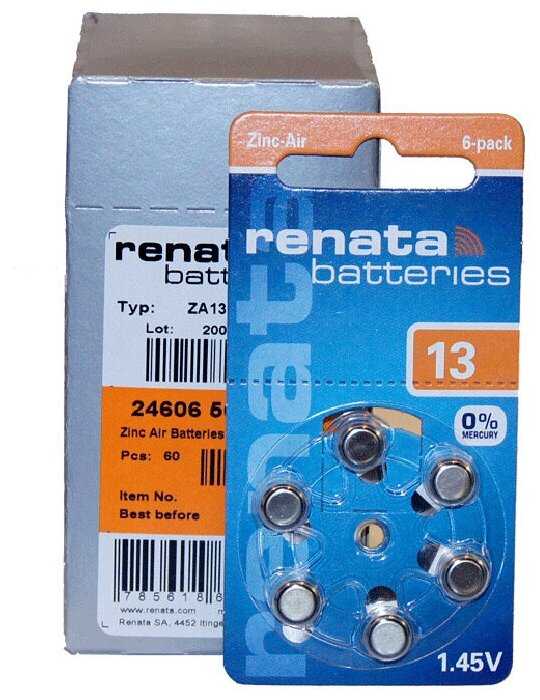 renata
batteries
Typ: ZA13
Lot: 200
24606 5
Zinc Air Batteries
Pcs: 60
Item No.
Best before
785618
www.renata.com
Renata SA, 4452 Itinge
Zinc-Air 6-pack
renata
batteries
13
0%
MERCURY
renata
1.45V